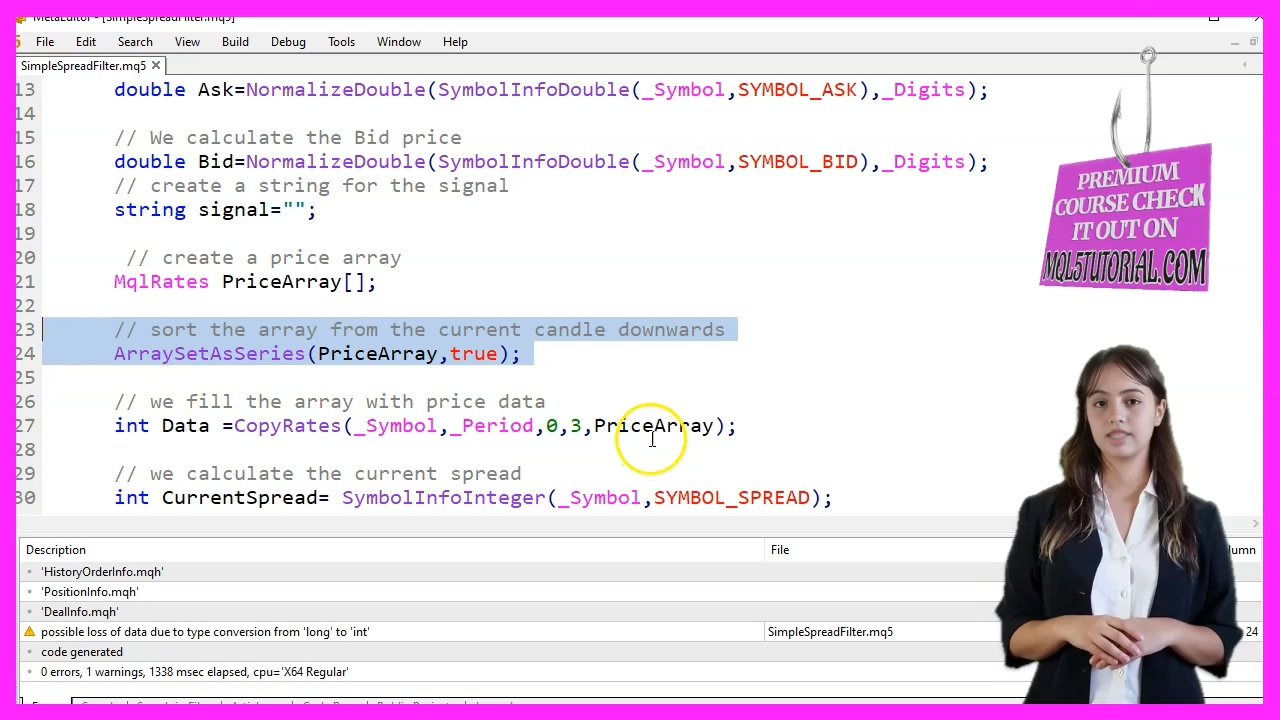 MetaEditor - [SimpleSpreadFilter.mq5]
File Edit Search View Build Debug Tools Window Help
SimpleSpreadFilter.mq5
13 double Ask=NormalizeDouble(SymbolInfoDouble(_Symbol,SYMBOL_ASK),_Digits);
14
15 // We calculate the Bid price
16 double Bid=NormalizeDouble(SymbolInfoDouble(_Symbol,SYMBOL_BID),_Digits);
17 // create a string for the signal
18 string signal="";
19
20 // create a price array
21 MqlRates PriceArray[];
22
23 // sort the array from the current candle downwards
24 ArraySetAsSeries(PriceArray,true);
25
26 // we fill the array with price data
27 int Data =CopyRates(_Symbol,_Period,0,3,PriceArray);
28
29 // we calculate the current spread
30 int CurrentSpread= SymbolInfoInteger(_Symbol,SYMBOL_SPREAD);
PREMIUM
COURSE CHECK
IT OUT ON
MQL5TUTORIAL.COM
Description File
'HistoryOrderInfo.mqh'
'PositionInfo.mqh'
'DealInfo.mqh'
possible loss of data due to type conversion from 'long' to 'int' SimpleSpreadFilter.mq5 24
code generated
0 errors, 1 warnings, 1338 msec elapsed, cpu='X64 Regular'